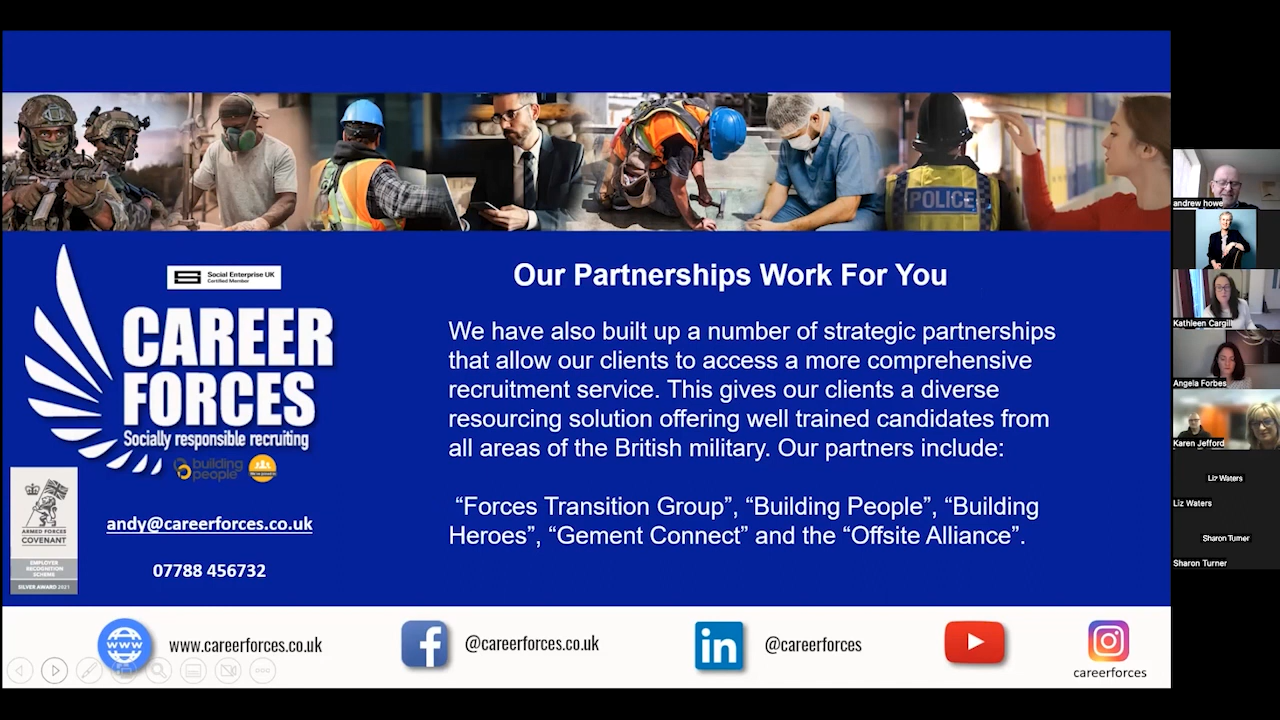 POLICE
Social Enterprise UK
Certified Member
CAREER
FORCES
Socially responsible recruiting
building
people
ARMED FORCES
COVENANT
EMPLOYER
RECOGNITION
SCHEME
SILVER AWARD 2021
andy@careerforces.co.uk
07788 456732
Our Partnerships Work For You
We have also built up a number of strategic partnerships
that allow our clients to access a more comprehensive
recruitment service. This gives our clients a diverse
resourcing solution offering well trained candidates from
all areas of the British military. Our partners include:
“Forces Transition Group”, “Building People”, “Building
Heroes”, “Gement Connect” and the “Offsite Alliance”.
www
www.careerforces.co.uk
@careerforces.co.uk
in
@careerforces
careerforces
andrew howe
Kathleen Cargill
Angela Forbes
Karen Jefford
Liz Waters
Liz Waters
Sharon Turner
Sharon Turner